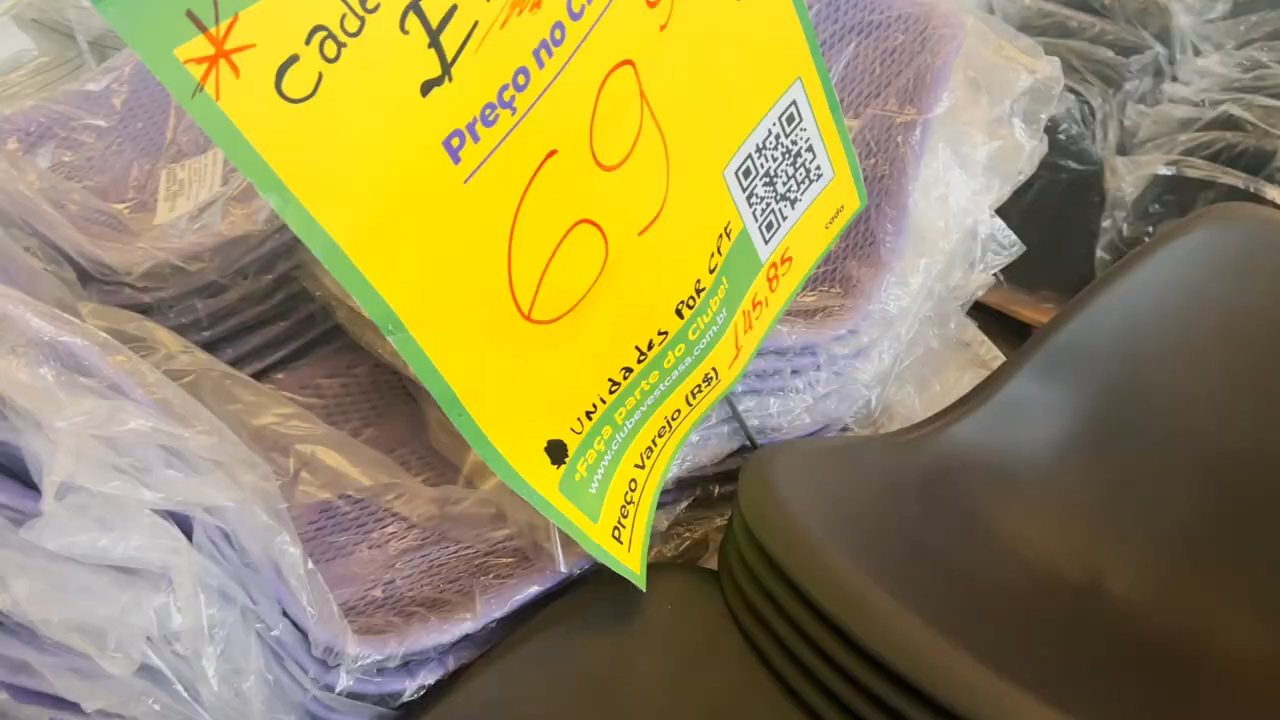 Cade
Preço no C
69
Unidades POR CPF
Faça parte do Clube!
www.clubevestcasa.com.br
Preço Varejo (R$) 145,85
cada